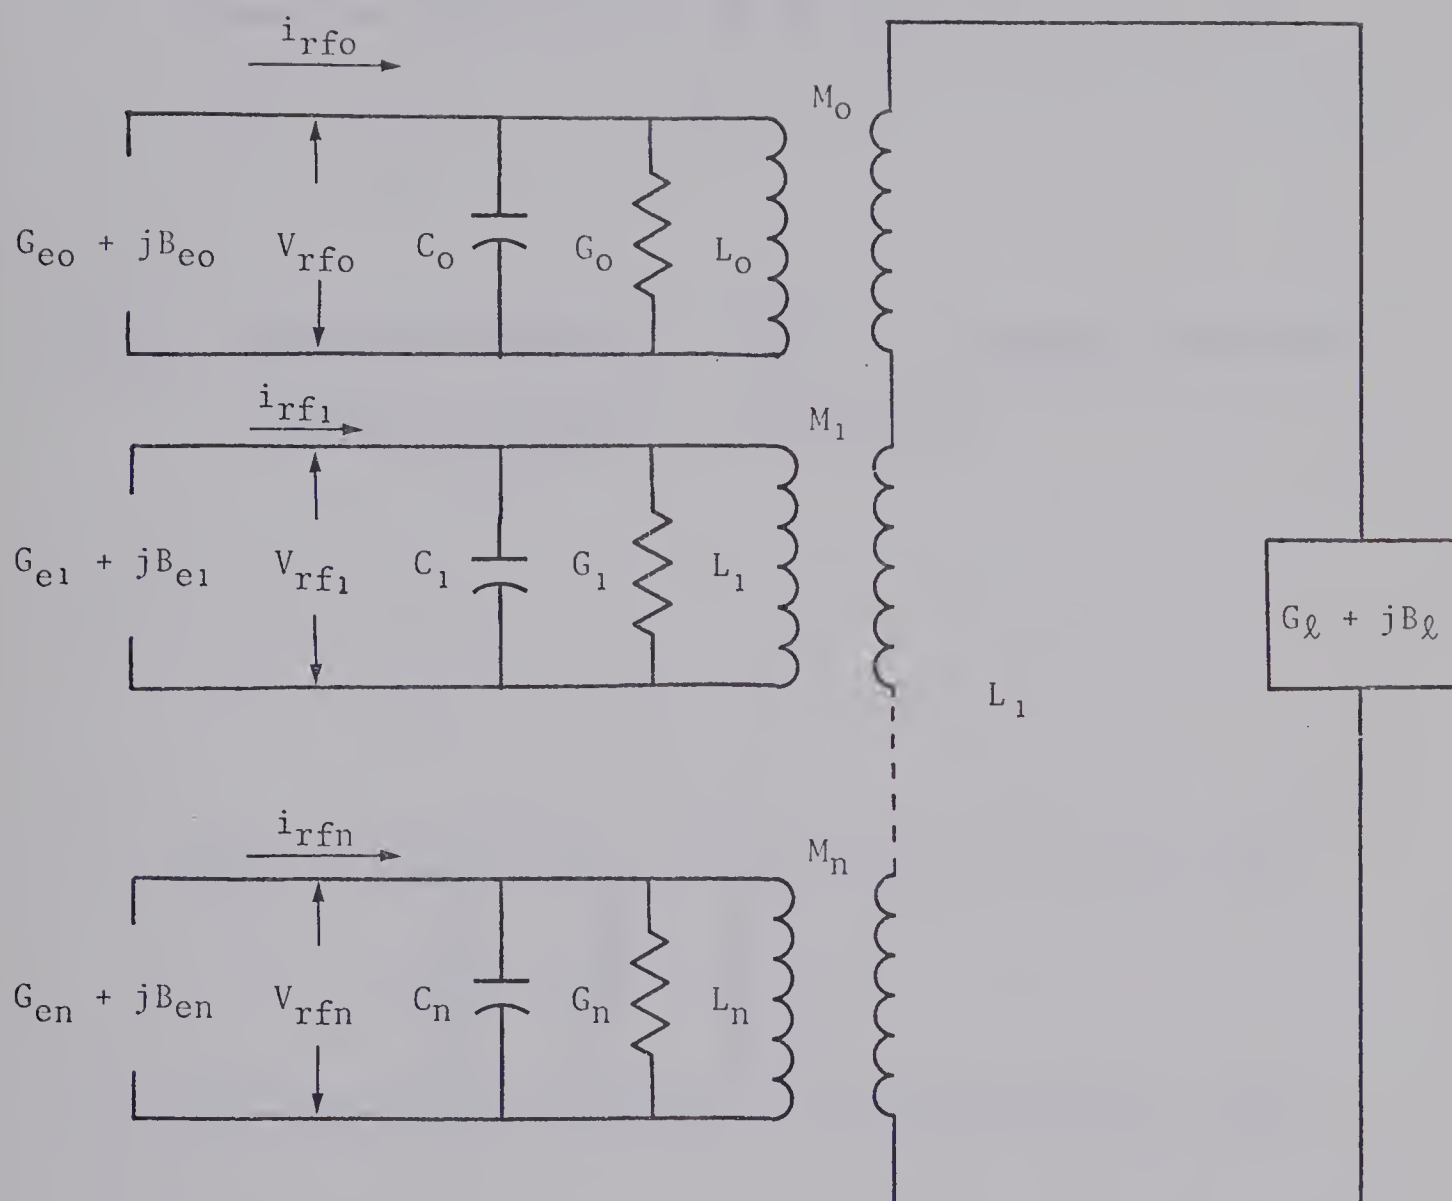 i_rfo
M_o
G_eo + jB_eo V_rfo C_o G_o L_o
i_rf1
M_1
G_e1 + jB_e1 V_rf1 C_1 G_1 L_1
G_ℓ + jB_ℓ
L_1
i_rfn
M_n
G_en + jB_en V_rfn C_n G_n L_n